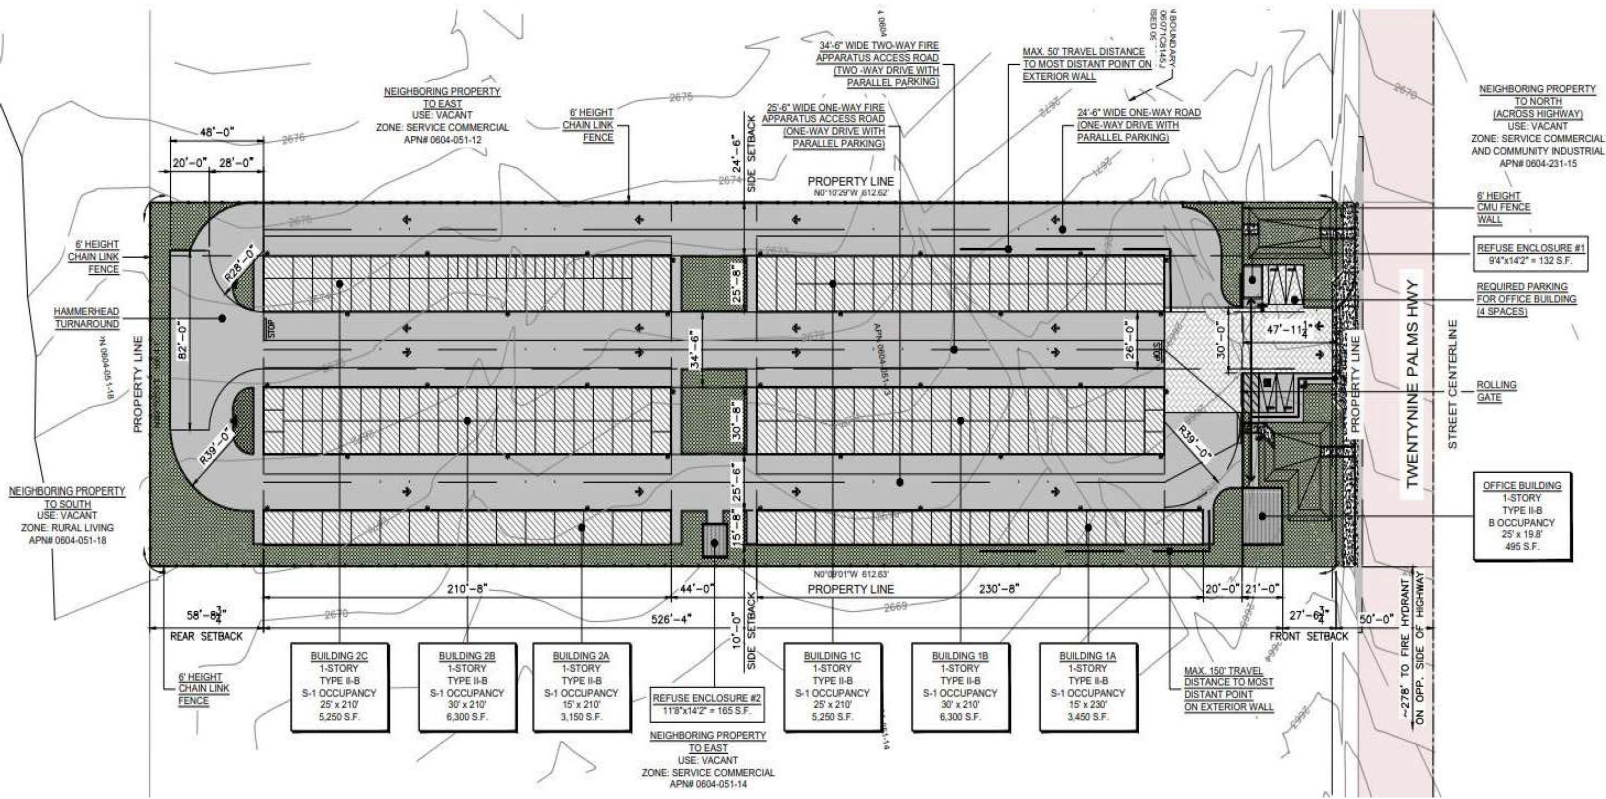 34'-6" WIDE TWO-WAY FIRE
APPARATUS ACCESS ROAD
(TWO -WAY DRIVE WITH
PARALLEL PARKING)
MAX. 50' TRAVEL DISTANCE
TO MOST DISTANT POINT ON
EXTERIOR WALL
NEIGHBORING PROPERTY
TO EAST
USE: VACANT
ZONE: SERVICE COMMERCIAL
APN# 0604-051-12
6' HEIGHT
CHAIN LINK
FENCE
2675
25'-6" WIDE ONE-WAY FIRE
APPARATUS ACCESS ROAD
(ONE-WAY DRIVE WITH
PARALLEL PARKING)
24'-6" WIDE ONE-WAY ROAD
(ONE-WAY DRIVE WITH
PARALLEL PARKING)
NEIGHBORING PROPERTY
TO NORTH
(ACROSS HIGHWAY)
USE: VACANT
ZONE: SERVICE COMMERCIAL
AND COMMUNITY INDUSTRIAL
APN# 0604-231-15
2676
48'-0"
20'-0"
28'-0"
24'-6"
SIDE SETBACK
2674
2671
PROPERTY LINE
N0°10'29"W 612.62'
6' HEIGHT
CMU FENCE
WALL
REFUSE ENCLOSURE #1
9'4"x14'2" = 132 S.F.
REQUIRED PARKING
FOR OFFICE BUILDING
(4 SPACES)
6' HEIGHT
CHAIN LINK
FENCE
R28'-0"
25'-8"
HAMMERHEAD
TURNAROUND
STOP
2672
82'-0"
34'-6"
26'-0"
STOP
30'-0"
47'-11 1/4"
PROPERTY LINE
PROPERTY LINE
TWENTYNINE PALMS HWY
STREET CENTERLINE
ROLLING
GATE
30'-8"
R39'-0"
R39'-0"
25'-6"
15'-8"
NEIGHBORING PROPERTY
TO SOUTH
USE: VACANT
ZONE: RURAL LIVING
APN# 0604-051-18
OFFICE BUILDING
1-STORY
TYPE II-B
B OCCUPANCY
25' x 19.8'
495 S.F.
N0°09'01"W 612.63'
PROPERTY LINE
210'-8"
44'-0"
230'-8"
20'-0"
21'-0"
2670
2669
58'-8 3/4"
REAR SETBACK
526'-4"
10'-0"
SIDE SETBACK
27'-6 3/4"
FRONT SETBACK
50'-0"
~278' TO FIRE HYDRANT
ON OPP. SIDE OF HIGHWAY
6' HEIGHT
CHAIN LINK
FENCE
BUILDING 2C
1-STORY
TYPE II-B
S-1 OCCUPANCY
25' x 210'
5,250 S.F.
BUILDING 2B
1-STORY
TYPE II-B
S-1 OCCUPANCY
30' x 210'
6,300 S.F.
BUILDING 2A
1-STORY
TYPE II-B
S-1 OCCUPANCY
15' x 210'
3,150 S.F.
REFUSE ENCLOSURE #2
11'8"x14'2" = 165 S.F.
NEIGHBORING PROPERTY
TO EAST
USE: VACANT
ZONE: SERVICE COMMERCIAL
APN# 0604-051-14
BUILDING 1C
1-STORY
TYPE II-B
S-1 OCCUPANCY
25' x 210'
5,250 S.F.
BUILDING 1B
1-STORY
TYPE II-B
S-1 OCCUPANCY
30' x 210'
6,300 S.F.
BUILDING 1A
1-STORY
TYPE II-B
S-1 OCCUPANCY
15' x 230'
3,450 S.F.
MAX. 150' TRAVEL
DISTANCE TO MOST
DISTANT POINT
ON EXTERIOR WALL